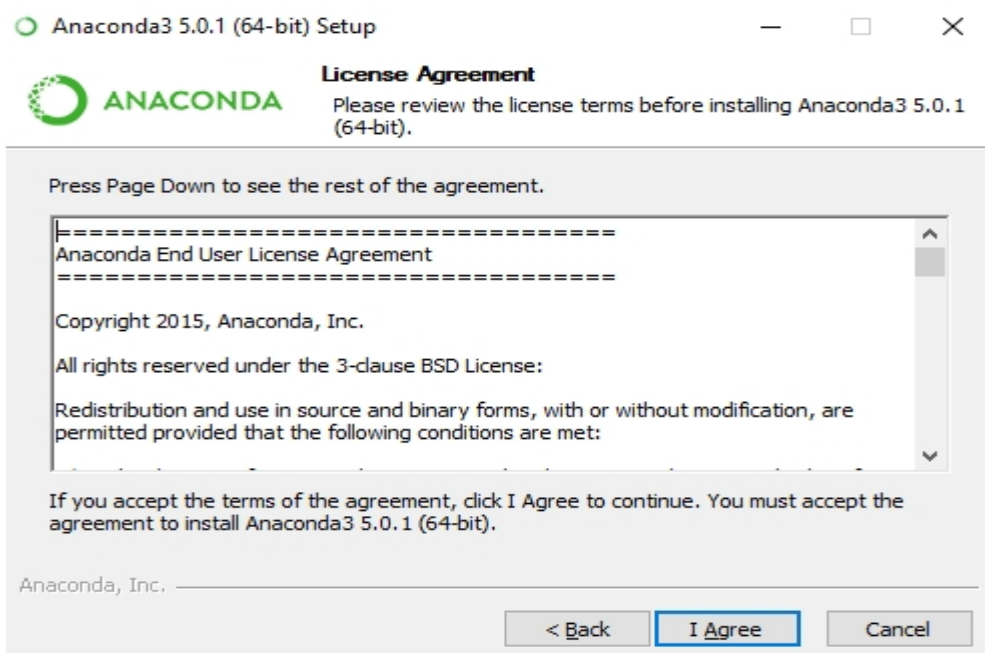 Anaconda3 5.0.1 (64-bit) Setup
ANACONDA
License Agreement
Please review the license terms before installing Anaconda3 5.0.1
(64-bit).
Press Page Down to see the rest of the agreement.
===================================
Anaconda End User License Agreement
===================================
Copyright 2015, Anaconda, Inc.
All rights reserved under the 3-clause BSD License:
Redistribution and use in source and binary forms, with or without modification, are
permitted provided that the following conditions are met:
If you accept the terms of the agreement, click I Agree to continue. You must accept the
agreement to install Anaconda3 5.0.1 (64-bit).
Anaconda, Inc.
< Back
I Agree
Cancel